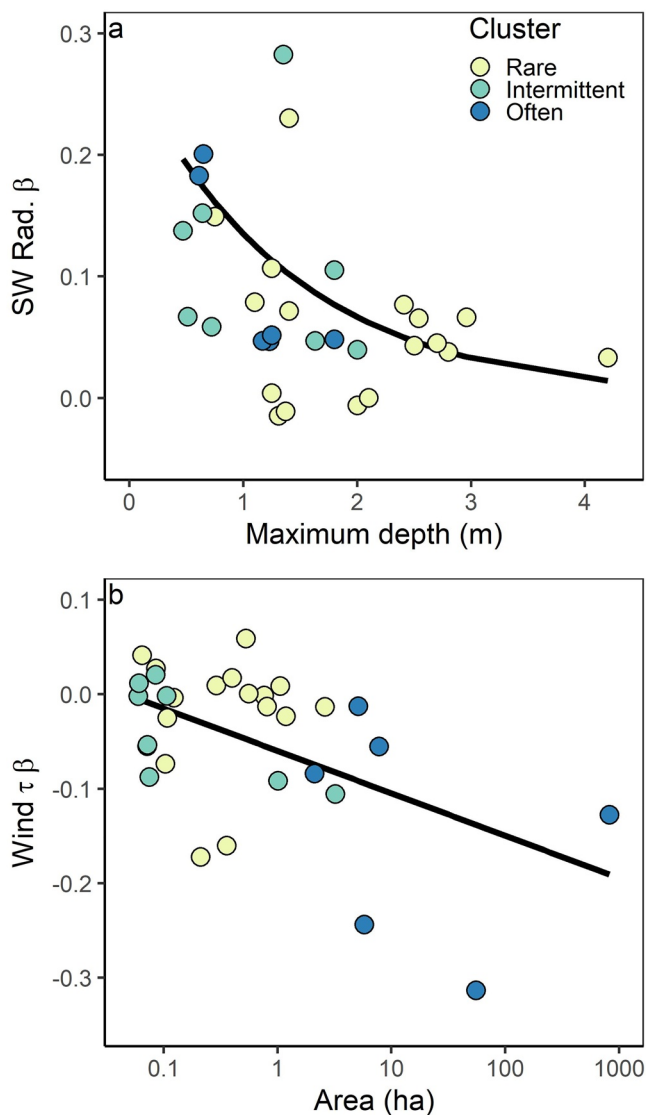 a
Cluster
Rare
Intermittent
Often
0.3
0.2
0.1
0.0
SW Rad. β
0 1 2 3 4
Maximum depth (m)
b
0.1
0.0
-0.1
-0.2
-0.3
Wind τ β
0.1 1 10 100 1000
Area (ha)